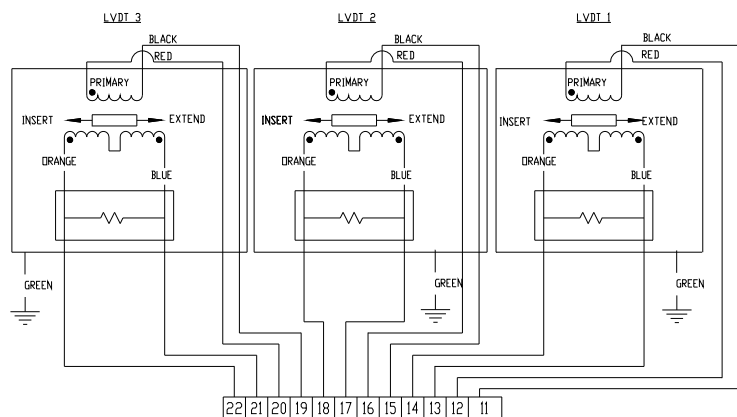 LVDT 3
LVDT 2
LVDT 1
BLACK
RED
BLACK
RED
BLACK
RED
PRIMARY
PRIMARY
PRIMARY
INSERT
EXTEND
INSERT
EXTEND
INSERT
EXTEND
ORANGE
BLUE
ORANGE
BLUE
ORANGE
BLUE
GREEN
GREEN
GREEN
22 21 20 19 18 17 16 15 14 13 12 11